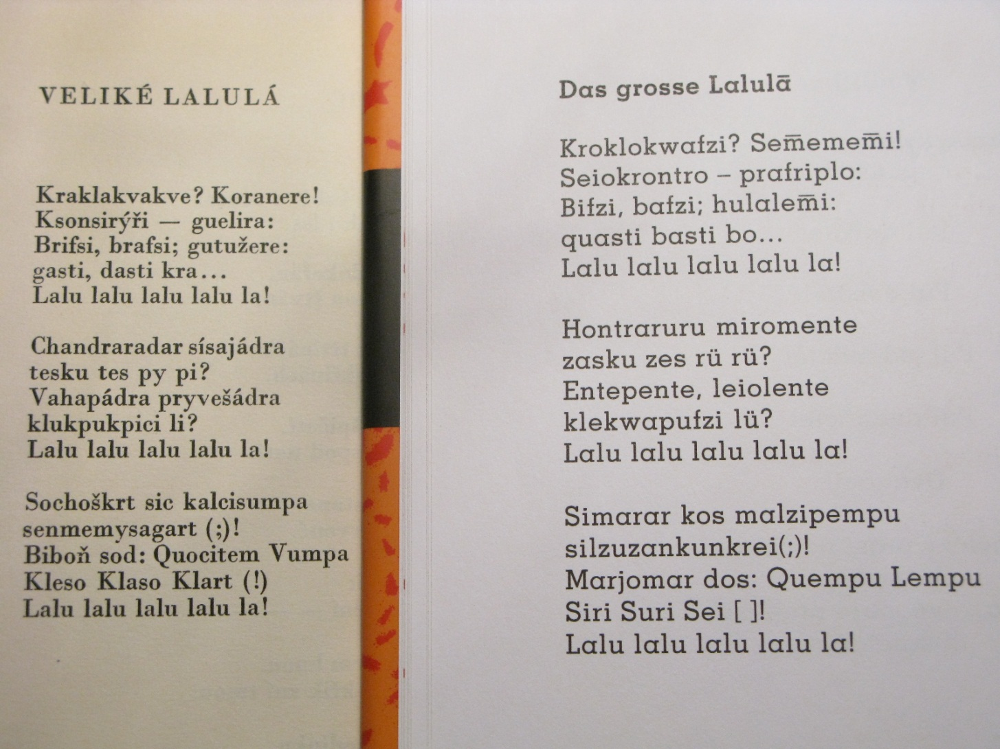 VELIKÉ LALULÁ
Kraklakvakve? Koranere!
Ksonsirýři — guelira:
Brifsi, brafsi; gutužere:
gasti, dasti kra...
Lalu lalu lalu lalu la!
Chandraradar sísajádra
tesku tes py pi?
Vahapádra pryvešádra
klukpukpici li?
Lalu lalu lalu lalu la!
Sochoškrt sic kalcisumpa
senmemysagart (;)!
Biboň sod: Quocitem Vumpa
Kleso Klaso Klart (!)
Lalu lalu lalu lalu la!
Das grosse Lalulā
Kroklokwafzi? Sem̅emem̅i!
Seiokrontro – prafriplo:
Bifzi, bafzi; hulalem̅i:
quasti basti bo...
Lalu lalu lalu lalu la!
Hontraruru miromente
zasku zes rü rü?
Entepente, leiolente
klekwapufzi lü?
Lalu lalu lalu lalu la!
Simarar kos malzipempu
silzuzankunkrei(;)!
Marjomar dos: Quempu Lempu
Siri Suri Sei [ ]!
Lalu lalu lalu lalu la!